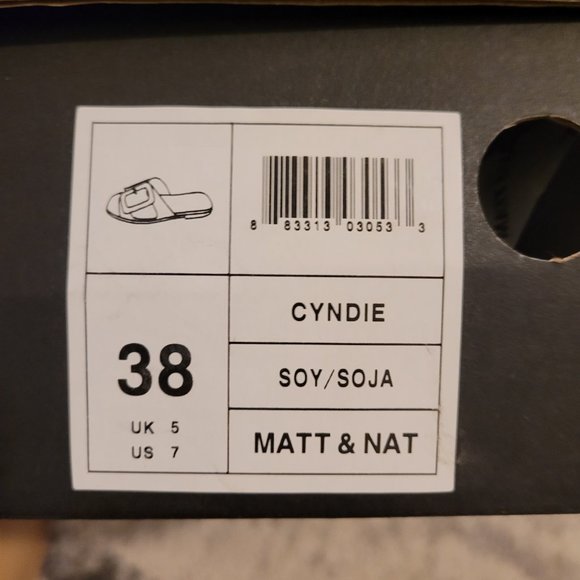 8 83313 03053 3
CYNDIE
38
SOY/SOJA
UK 5
US 7
MATT & NAT